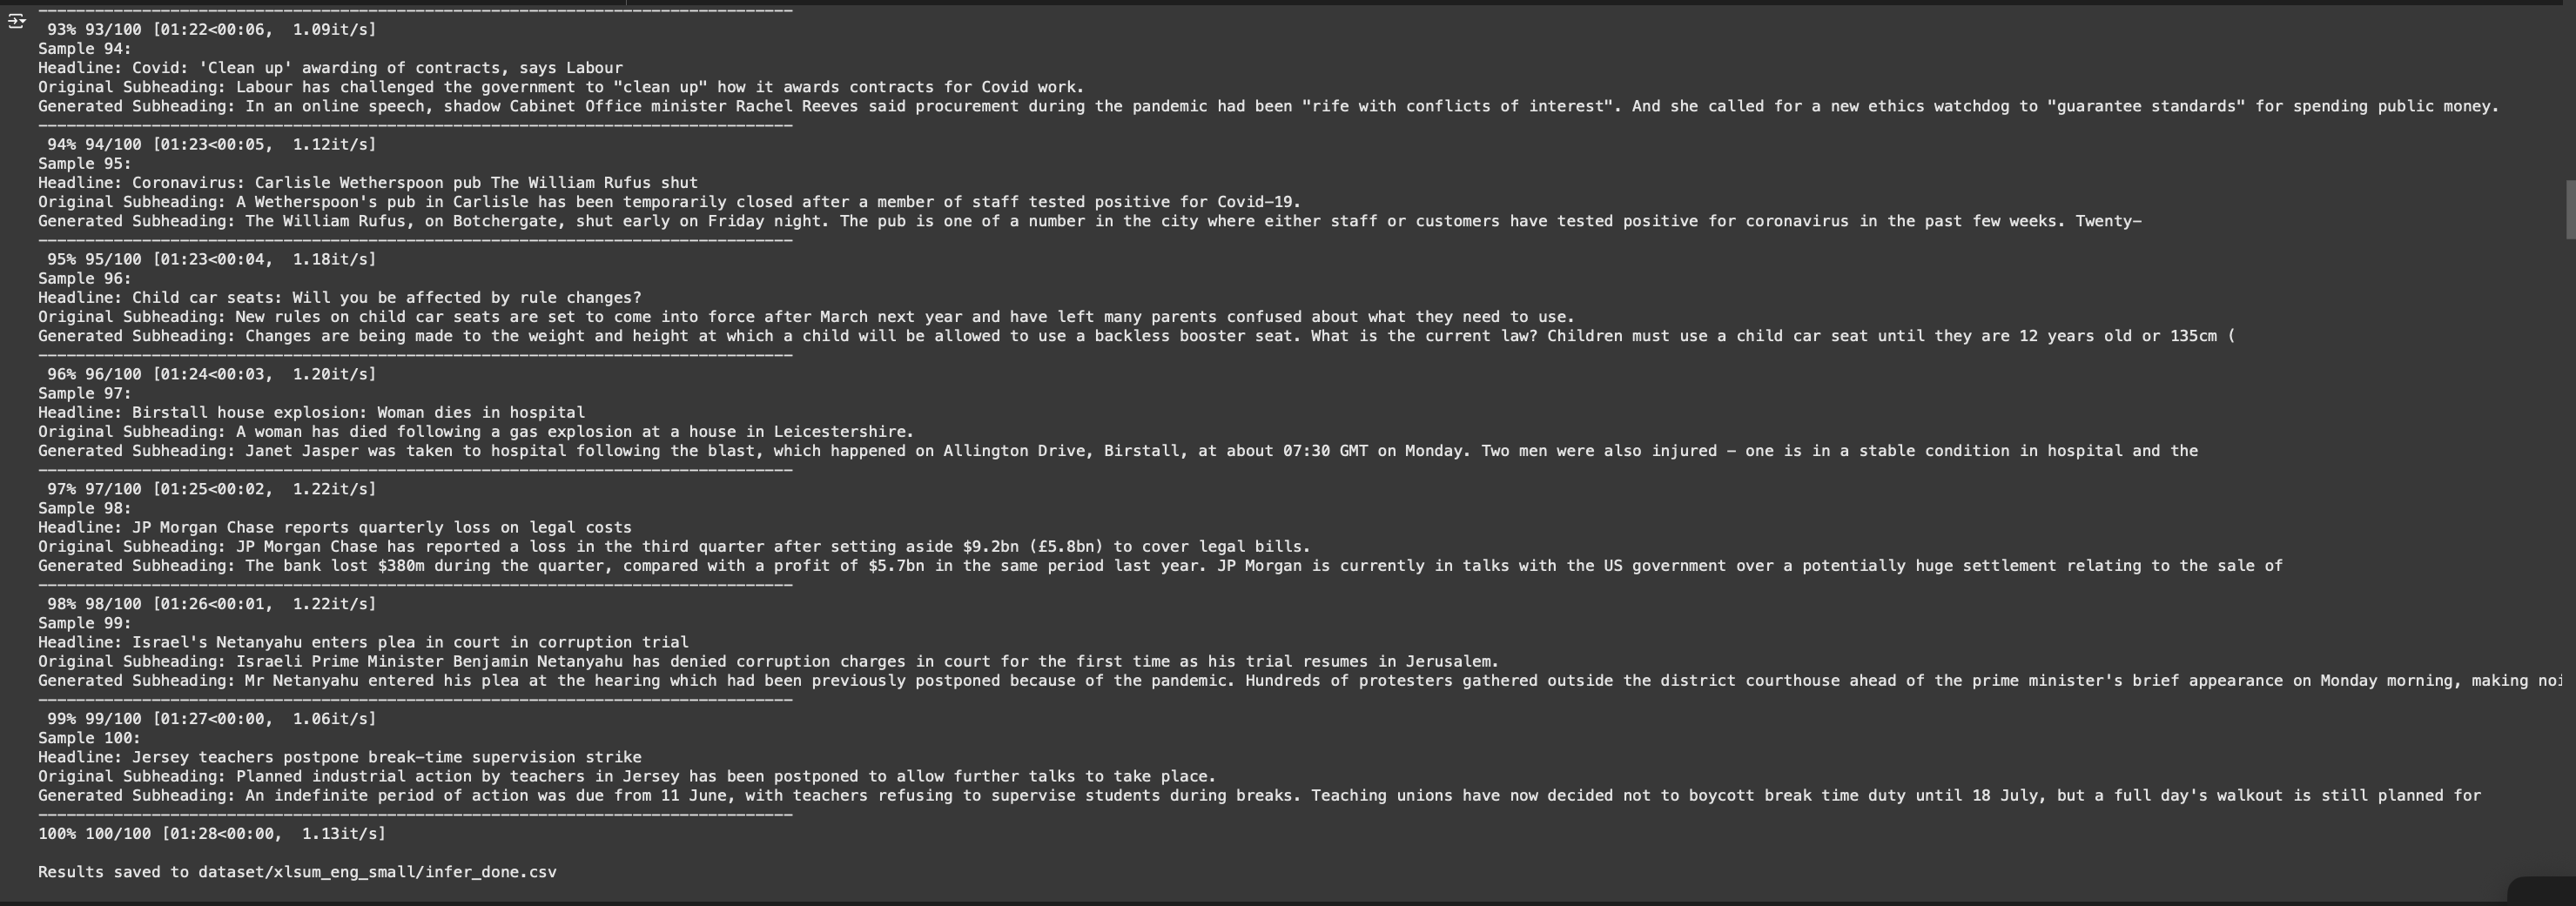 --------------------------------------------------------------------------------
93% 93/100 [01:22<00:06,  1.09it/s]
Sample 94:
Headline: Covid: 'Clean up' awarding of contracts, says Labour
Original Subheading: Labour has challenged the government to "clean up" how it awards contracts for Covid work.
Generated Subheading: In an online speech, shadow Cabinet Office minister Rachel Reeves said procurement during the pandemic had been "rife with conflicts of interest". And she called for a new ethics watchdog to "guarantee standards" for spending public money.
--------------------------------------------------------------------------------
94% 94/100 [01:23<00:05,  1.12it/s]
Sample 95:
Headline: Coronavirus: Carlisle Wetherspoon pub The William Rufus shut
Original Subheading: A Wetherspoon's pub in Carlisle has been temporarily closed after a member of staff tested positive for Covid-19.
Generated Subheading: The William Rufus, on Botchergate, shut early on Friday night. The pub is one of a number in the city where either staff or customers have tested positive for coronavirus in the past few weeks. Twenty-
--------------------------------------------------------------------------------
95% 95/100 [01:23<00:04,  1.18it/s]
Sample 96:
Headline: Child car seats: Will you be affected by rule changes?
Original Subheading: New rules on child car seats are set to come into force after March next year and have left many parents confused about what they need to use.
Generated Subheading: Changes are being made to the weight and height at which a child will be allowed to use a backless booster seat. What is the current law? Children must use a child car seat until they are 12 years old or 135cm (
--------------------------------------------------------------------------------
96% 96/100 [01:24<00:03,  1.20it/s]
Sample 97:
Headline: Birstall house explosion: Woman dies in hospital
Original Subheading: A woman has died following a gas explosion at a house in Leicestershire.
Generated Subheading: Janet Jasper was taken to hospital following the blast, which happened on Allington Drive, Birstall, at about 07:30 GMT on Monday. Two men were also injured - one is in a stable condition in hospital and the
--------------------------------------------------------------------------------
97% 97/100 [01:25<00:02,  1.22it/s]
Sample 98:
Headline: JP Morgan Chase reports quarterly loss on legal costs
Original Subheading: JP Morgan Chase has reported a loss in the third quarter after setting aside $9.2bn (£5.8bn) to cover legal bills.
Generated Subheading: The bank lost $380m during the quarter, compared with a profit of $5.7bn in the same period last year. JP Morgan is currently in talks with the US government over a potentially huge settlement relating to the sale of
--------------------------------------------------------------------------------
98% 98/100 [01:26<00:01,  1.22it/s]
Sample 99:
Headline: Israel's Netanyahu enters plea in court in corruption trial
Original Subheading: Israeli Prime Minister Benjamin Netanyahu has denied corruption charges in court for the first time as his trial resumes in Jerusalem.
Generated Subheading: Mr Netanyahu entered his plea at the hearing which had been previously postponed because of the pandemic. Hundreds of protesters gathered outside the district courthouse ahead of the prime minister's brief appearance on Monday morning, making noi
--------------------------------------------------------------------------------
99% 99/100 [01:27<00:00,  1.06it/s]
Sample 100:
Headline: Jersey teachers postpone break-time supervision strike
Original Subheading: Planned industrial action by teachers in Jersey has been postponed to allow further talks to take place.
Generated Subheading: An indefinite period of action was due from 11 June, with teachers refusing to supervise students during breaks. Teaching unions have now decided not to boycott break time duty until 18 July, but a full day's walkout is still planned for
--------------------------------------------------------------------------------
100% 100/100 [01:28<00:00,  1.13it/s]
Results saved to dataset/xlsum_eng_small/infer_done.csv